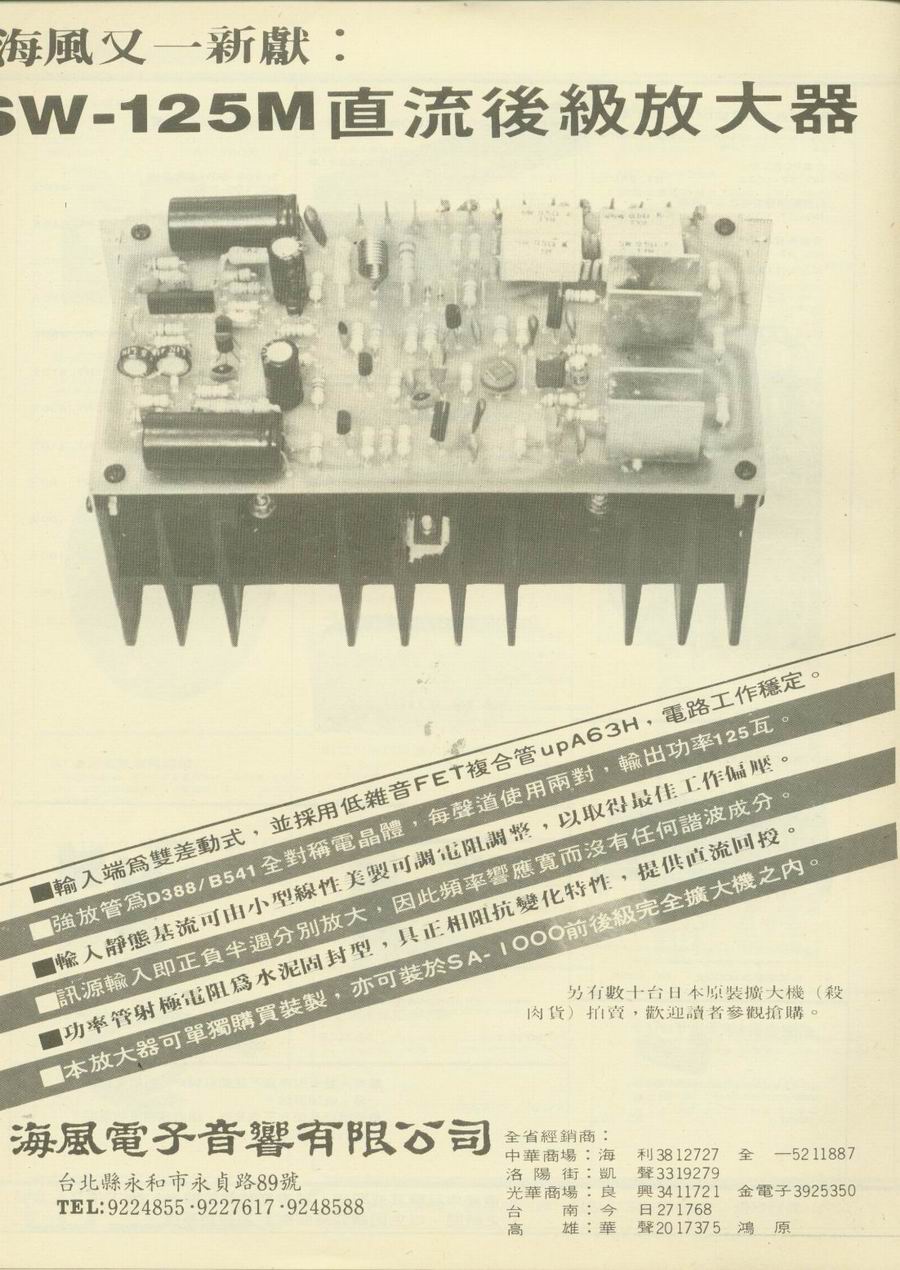 海風又一新獻：
SW-125M直流後級放大器
■輸入端為雙差動式，並採用低雜音FET複合管upA63H，電路工作穩定。
■強放管為D388/B541全對稱電晶體，每聲道使用兩對，輸出功率125瓦。
■輸入靜態基流可由小型線性美製可調電阻調整，以取得最佳工作偏壓。
■訊源輸入即正負半週分別放大，因此頻率響應寬而沒有任何諧波成分。
■功率管射極電阻為水泥固封型，具正相阻抗變化特性，提供直流回授。
■本放大器可單獨購買裝製，亦可裝於SA-1000前後級完全擴大機之內。
另有數十台日本原裝擴大機（殺
肉貨）拍賣，歡迎讀者參觀搶購。
海風電子音響有限公司
台北縣永和市永貞路89號
TEL:9224855·9227617·9248588
全省經銷商：
中華商場：海　利3812727　全　一5211887
洛陽街：凱　聲3319279
光華商場：良　興3411721　金電子3925350
台　南：今　日271768
高　雄：華　聲2017375　鴻　原